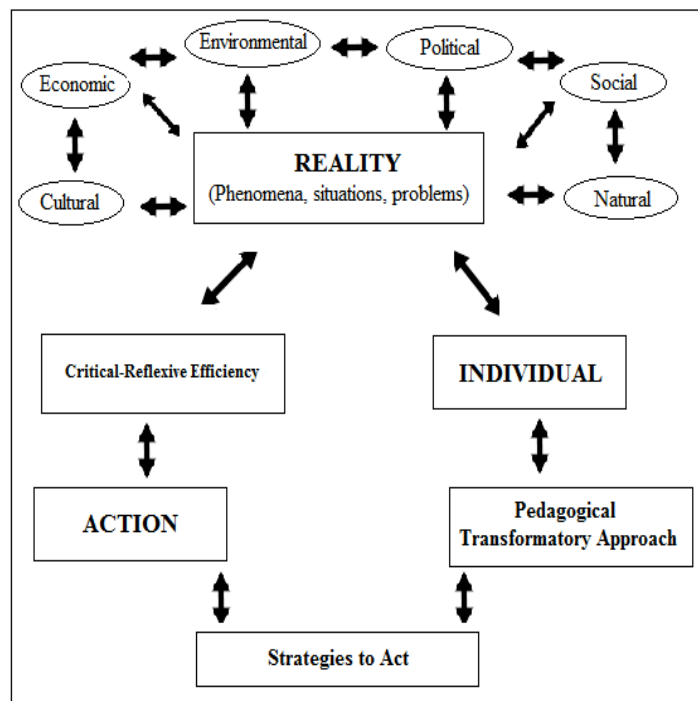 Environmental
Political
Economic
Social
REALITY
(Phenomena, situations, problems)
Cultural
Natural
Critical-Reflexive Efficiency
INDIVIDUAL
ACTION
Pedagogical
Transformatory Approach
Strategies to Act